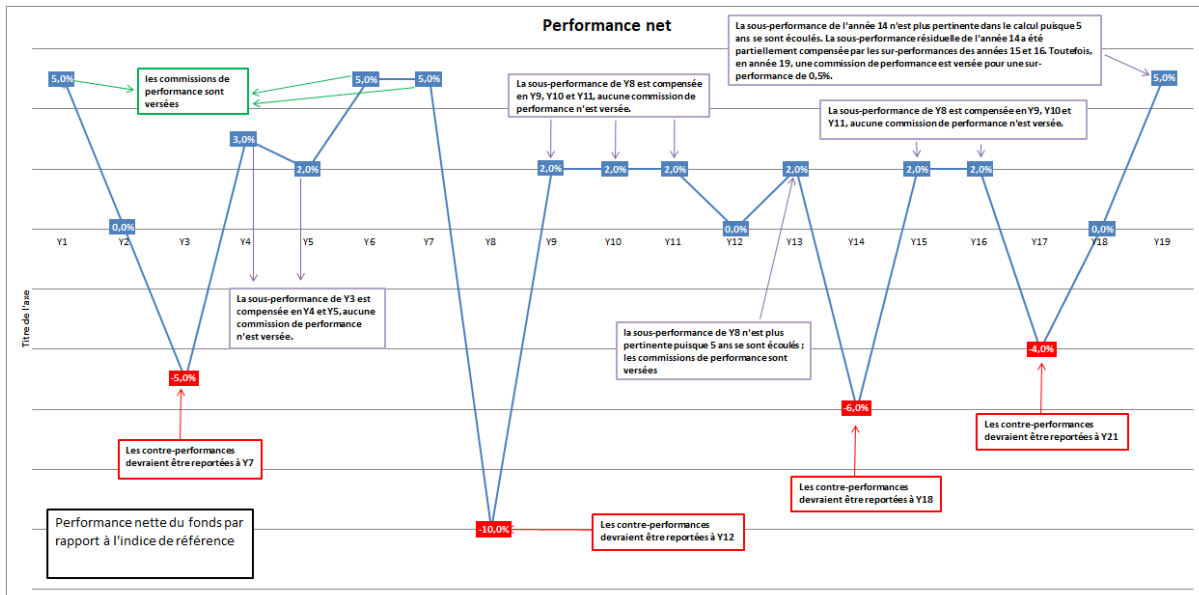 Performance net
La sous-performance de l'année 14 n'est plus pertinente dans le calcul puisque 5
ans se sont écoulés. La sous-performance résiduelle de l'année 14 a été
partiellement compensée par les sur-performances des années 15 et 16. Toutefois,
en année 19, une commission de performance est versée pour une sur-
performance de 0,5%.
les commissions de
performance sont
versées
La sous-performance de Y8 est compensée
en Y9, Y10 et Y11, aucune commission de
performance n'est versée.
La sous-performance de Y8 est compensée en Y9, Y10 et
Y11, aucune commission de performance n'est versée.
5,0%
0,0%
-5,0%
3,0%
2,0%
5,0%
5,0%
-10,0%
2,0%
2,0%
2,0%
0,0%
2,0%
-6,0%
2,0%
2,0%
-4,0%
0,0%
5,0%
Y1
Y2
Y3
Y4
Y5
Y6
Y7
Y8
Y9
Y10
Y11
Y12
Y13
Y14
Y15
Y16
Y17
Y18
Y19
Titre de l'axe
La sous-performance de Y3 est
compensée en Y4 et Y5, aucune
commission de performance
n'est versée.
la sous-performance de Y8 n'est plus
pertinente puisque 5 ans se sont écoulés ;
les commissions de performance sont
versées
Les contre-performances
devraient être reportées à Y7
Les contre-performances
devraient être reportées à Y21
Les contre-performances
devraient être reportées à Y18
Les contre-performances
devraient être reportées à Y12
Performance nette du fonds par
rapport à l'indice de référence